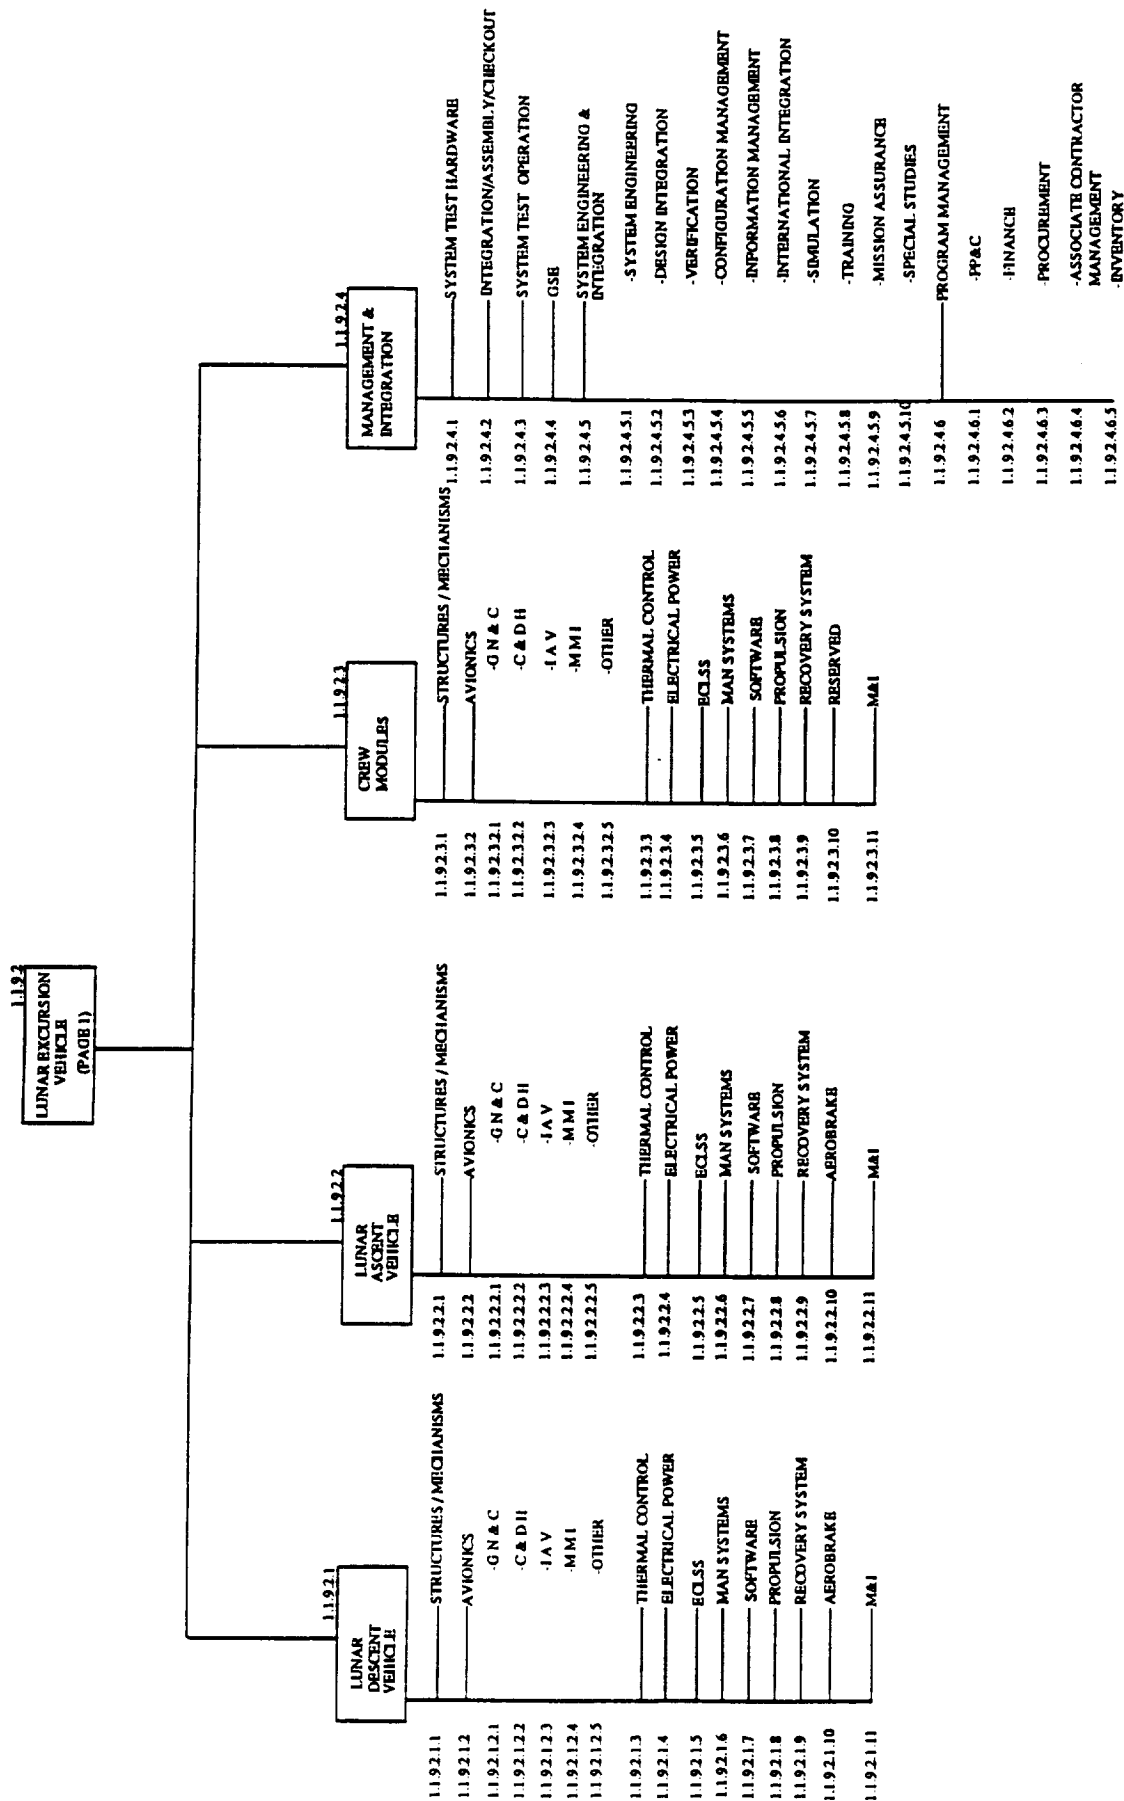 1.1.9.2
LUNAR EXCURSION
VEHICLE
(PAGE 1)
1.1.9.2.1
LUNAR
DESCENT
VEHICLE
1.1.9.2.1.1 STRUCTURES / MECHANISMS
1.1.9.2.1.2 AVIONICS
1.1.9.2.1.2.1 -G N & C
1.1.9.2.1.2.2 -C & D H
1.1.9.2.1.2.3 -I A V
1.1.9.2.1.2.4 -M M I
1.1.9.2.1.2.5 -OTHER
1.1.9.2.1.3 THERMAL CONTROL
1.1.9.2.1.4 ELECTRICAL POWER
1.1.9.2.1.5 ECLSS
1.1.9.2.1.6 MAN SYSTEMS
1.1.9.2.1.7 SOFTWARE
1.1.9.2.1.8 PROPULSION
1.1.9.2.1.9 RECOVERY SYSTEM
1.1.9.2.1.10 AEROBRAKE
1.1.9.2.1.11 M&I
1.1.9.2.2
LUNAR
ASCENT
VEHICLE
1.1.9.2.2.1 STRUCTURES / MECHANISMS
1.1.9.2.2.2 AVIONICS
1.1.9.2.2.2.1 -G N & C
1.1.9.2.2.2.2 -C & D H
1.1.9.2.2.2.3 -I A V
1.1.9.2.2.2.4 -M M I
1.1.9.2.2.2.5 -OTHER
1.1.9.2.2.3 THERMAL CONTROL
1.1.9.2.2.4 ELECTRICAL POWER
1.1.9.2.2.5 ECLSS
1.1.9.2.2.6 MAN SYSTEMS
1.1.9.2.2.7 SOFTWARE
1.1.9.2.2.8 PROPULSION
1.1.9.2.2.9 RECOVERY SYSTEM
1.1.9.2.2.10 AEROBRAKE
1.1.9.2.2.11 M&I
1.1.9.2.3
CREW
MODULES
1.1.9.2.3.1 STRUCTURES / MECHANISMS
1.1.9.2.3.2 AVIONICS
1.1.9.2.3.2.1 -G N & C
1.1.9.2.3.2.2 -C & D H
1.1.9.2.3.2.3 -I A V
1.1.9.2.3.2.4 -M M I
1.1.9.2.3.2.5 -OTHER
1.1.9.2.3.3 THERMAL CONTROL
1.1.9.2.3.4 ELECTRICAL POWER
1.1.9.2.3.5 ECLSS
1.1.9.2.3.6 MAN SYSTEMS
1.1.9.2.3.7 SOFTWARE
1.1.9.2.3.8 PROPULSION
1.1.9.2.3.9 RECOVERY SYSTEM
1.1.9.2.3.10 RESERVED
1.1.9.2.3.11 M&I
1.1.9.2.4
MANAGEMENT &
INTEGRATION
1.1.9.2.4.1 SYSTEM TEST HARDWARE
1.1.9.2.4.2 INTEGRATION/ASSEMBLY/CHECKOUT
1.1.9.2.4.3 SYSTEM TEST OPERATION
1.1.9.2.4.4 GSE
1.1.9.2.4.5 SYSTEM ENGINEERING &
INTEGRATION
1.1.9.2.4.5.1 -SYSTEM ENGINEERING
1.1.9.2.4.5.2 -DESIGN INTEGRATION
1.1.9.2.4.5.3 -VERIFICATION
1.1.9.2.4.5.4 -CONFIGURATION MANAGEMENT
1.1.9.2.4.5.5 -INFORMATION MANAGEMENT
1.1.9.2.4.5.6 -INTERNATIONAL INTEGRATION
1.1.9.2.4.5.7 -SIMULATION
1.1.9.2.4.5.8 -TRAINING
1.1.9.2.4.5.9 -MISSION ASSURANCE
1.1.9.2.4.5.10 -SPECIAL STUDIES
1.1.9.2.4.6 PROGRAM MANAGEMENT
1.1.9.2.4.6.1 -PP&C
1.1.9.2.4.6.2 -FINANCE
1.1.9.2.4.6.3 -PROCUREMENT
1.1.9.2.4.6.4 -ASSOCIATE CONTRACTOR
MANAGEMENT
1.1.9.2.4.6.5 -INVENTORY